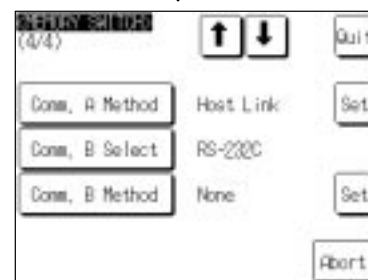 (MEMORY SWITCH)
(4/4)
Quit
Comm. A Method Host Link Set
Comm. B Select RS-232C
Comm. B Method None Set
Abort